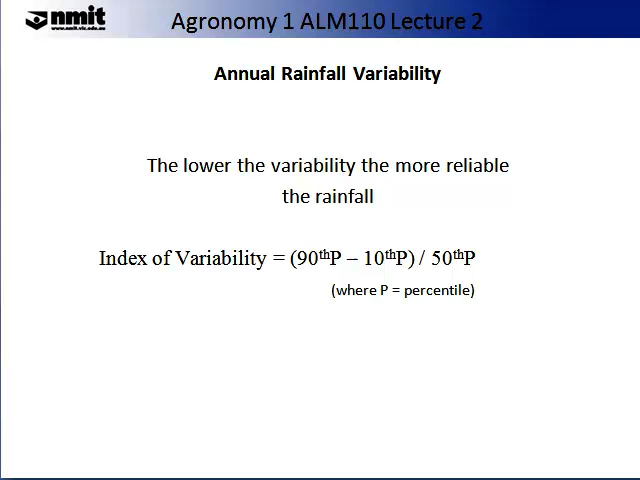 nmit
www.nmit.vic.edu.au
Agronomy 1 ALM110 Lecture 2
Annual Rainfall Variability
The lower the variability the more reliable
the rainfall
Index of Variability = (90thP – 10thP) / 50thP
(where P = percentile)